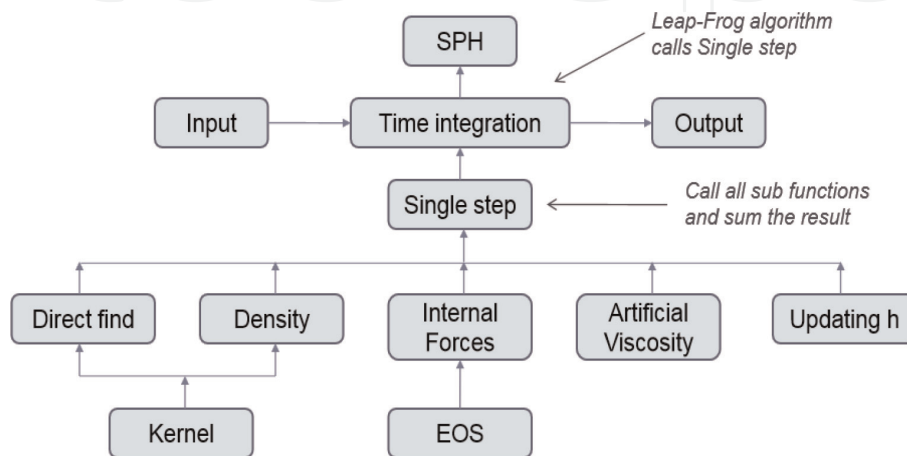 Leap-Frog algorithm
calls Single step
SPH
Input
Time integration
Output
Single step
Call all sub functions
and sum the result
Direct find
Density
Internal
Forces
Artificial
Viscosity
Updating h
Kernel
EOS